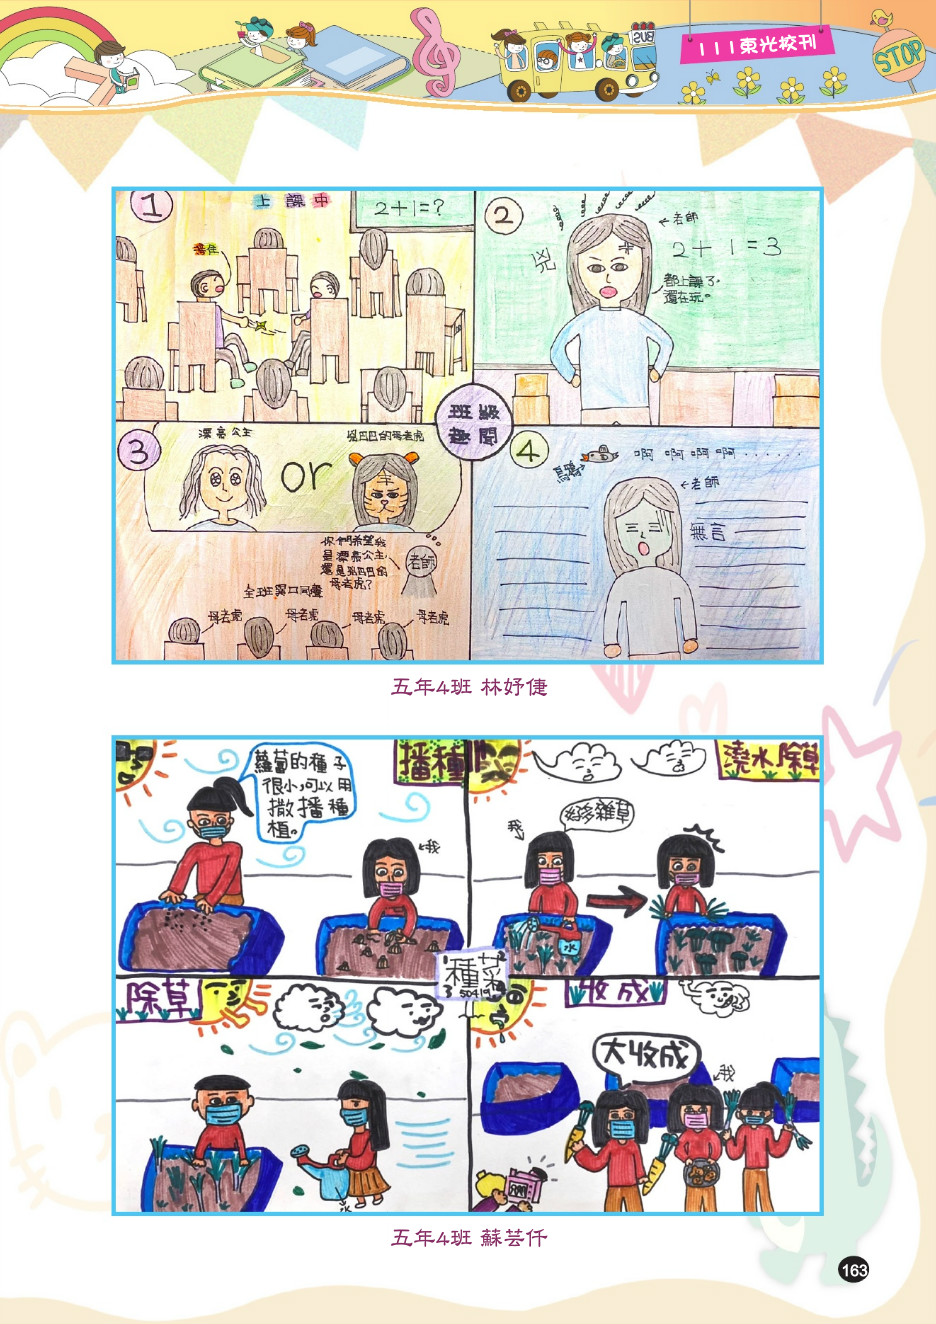 BUS
111東光校刊
STOP
1
上課中
2+1=?
接住
2
兇
←老師
2+1=3
都上課了,
還在玩。
班級
趣聞
3
漂亮公主
or
兇巴巴的母老虎
你們希望我
是漂亮公主,
還是兇巴巴的
母老虎?
老師
全班異口同聲
母老虎
母老虎
母老虎
母老虎
4
烏鴉
啊 啊啊啊......
←老師
無言
五年4班 林妤倢
播種
蘿蔔的種子
很小,可以用
撒播種
植。
←我
澆水除草
我
好多雜草
水
種菜
除草
水
收成
大收成
我
五年4班 蘇芸仟
163